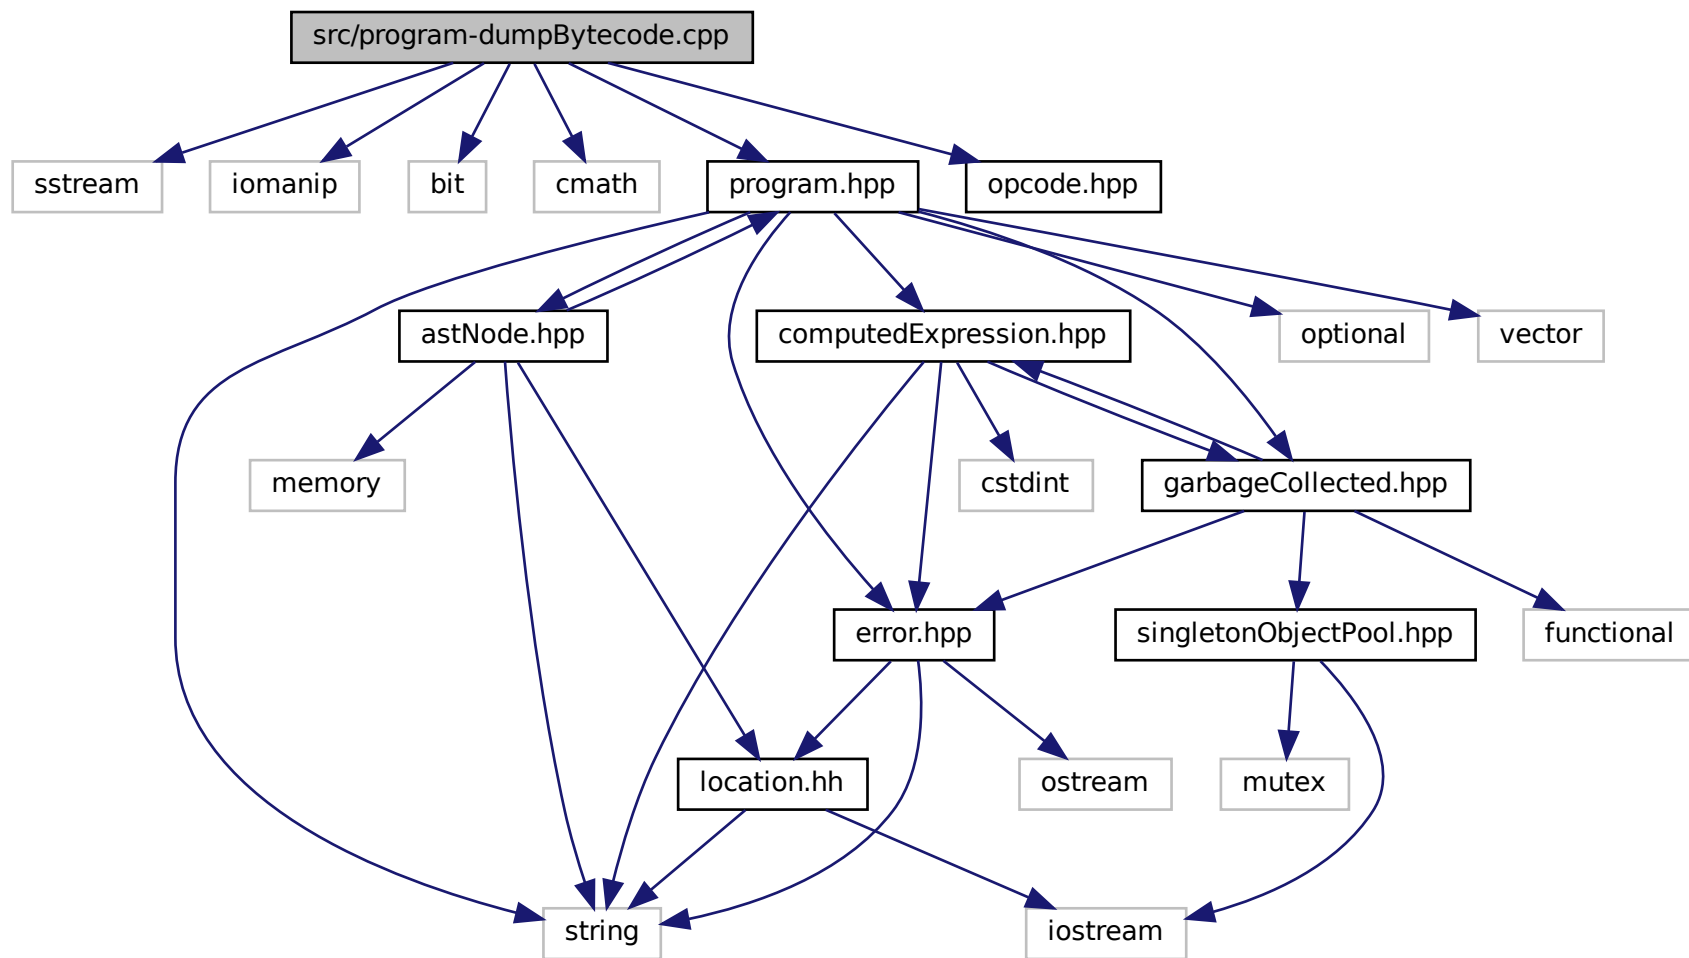 src/program-dumpBytecode.cpp
sstream
iomanip
bit
cmath
program.hpp
opcode.hpp
astNode.hpp
computedExpression.hpp
optional
vector
memory
cstdint
garbageCollected.hpp
error.hpp
singletonObjectPool.hpp
functional
location.hh
ostream
mutex
string
iostream